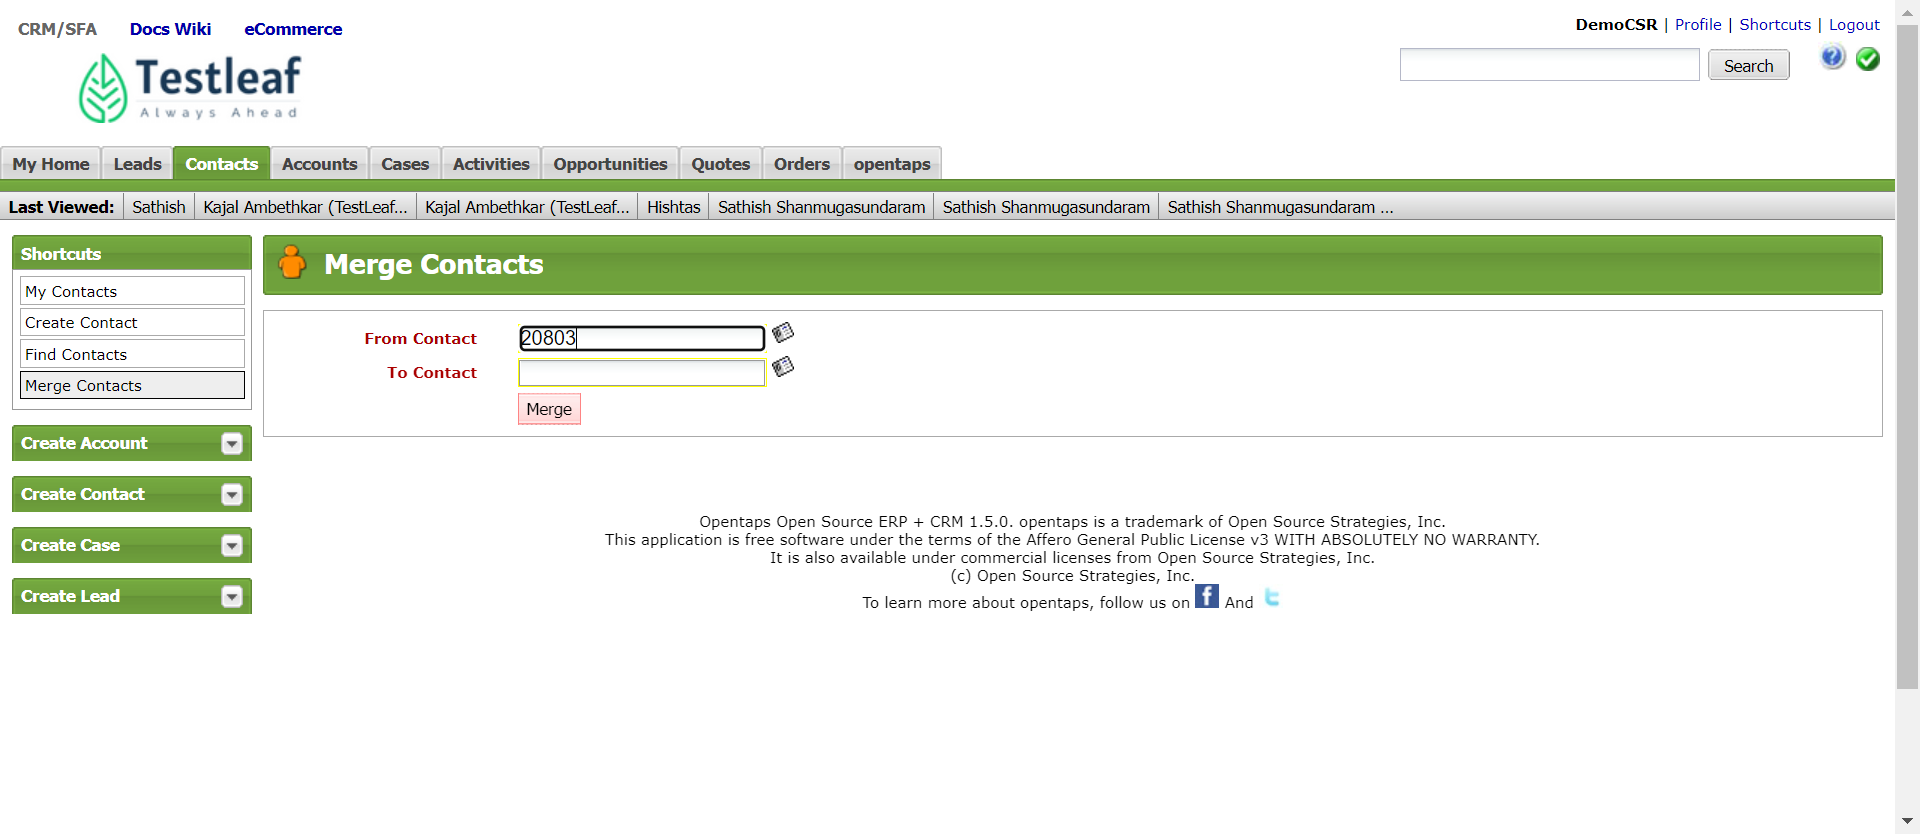 CRM/SFA Docs Wiki eCommerce
DemoCSR | Profile | Shortcuts | Logout
Testleaf
Always Ahead
Search
My Home Leads Contacts Accounts Cases Activities Opportunities Quotes Orders opentaps
Last Viewed: Sathish Kajal Ambethkar (TestLeaf... Kajal Ambethkar (TestLeaf... Hishtas Sathish Shanmugasundaram Sathish Shanmugasundaram Sathish Shanmugasundaram ...
Shortcuts
My Contacts
Create Contact
Find Contacts
Merge Contacts
Create Account
Create Contact
Create Case
Create Lead
Merge Contacts
From Contact 20803
To Contact
Merge
Opentaps Open Source ERP + CRM 1.5.0. opentaps is a trademark of Open Source Strategies, Inc.
This application is free software under the terms of the Affero General Public License v3 WITH ABSOLUTELY NO WARRANTY.
It is also available under commercial licenses from Open Source Strategies, Inc.
(c) Open Source Strategies, Inc.
To learn more about opentaps, follow us on f And t